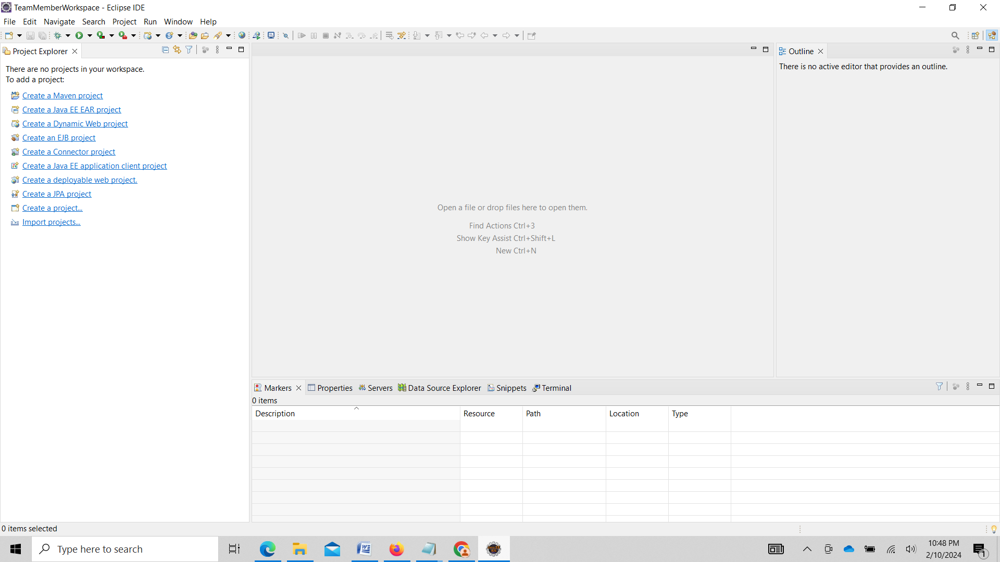 TeamMemberWorkspace - Eclipse IDE
File Edit Navigate Search Project Run Window Help
Project Explorer
There are no projects in your workspace.
To add a project:
Create a Maven project
Create a Java EE EAR project
Create a Dynamic Web project
Create an EJB project
Create a Connector project
Create a Java EE application client project
Create a deployable web project.
Create a JPA project
Create a project...
Import projects...
Open a file or drop files here to open them.
Find Actions Ctrl+3
Show Key Assist Ctrl+Shift+L
New Ctrl+N
Outline
There is no active editor that provides an outline.
Markers Properties Servers Data Source Explorer Snippets Terminal
0 items
Description Resource Path Location Type
0 items selected
Type here to search
10:48 PM
2/10/2024
1